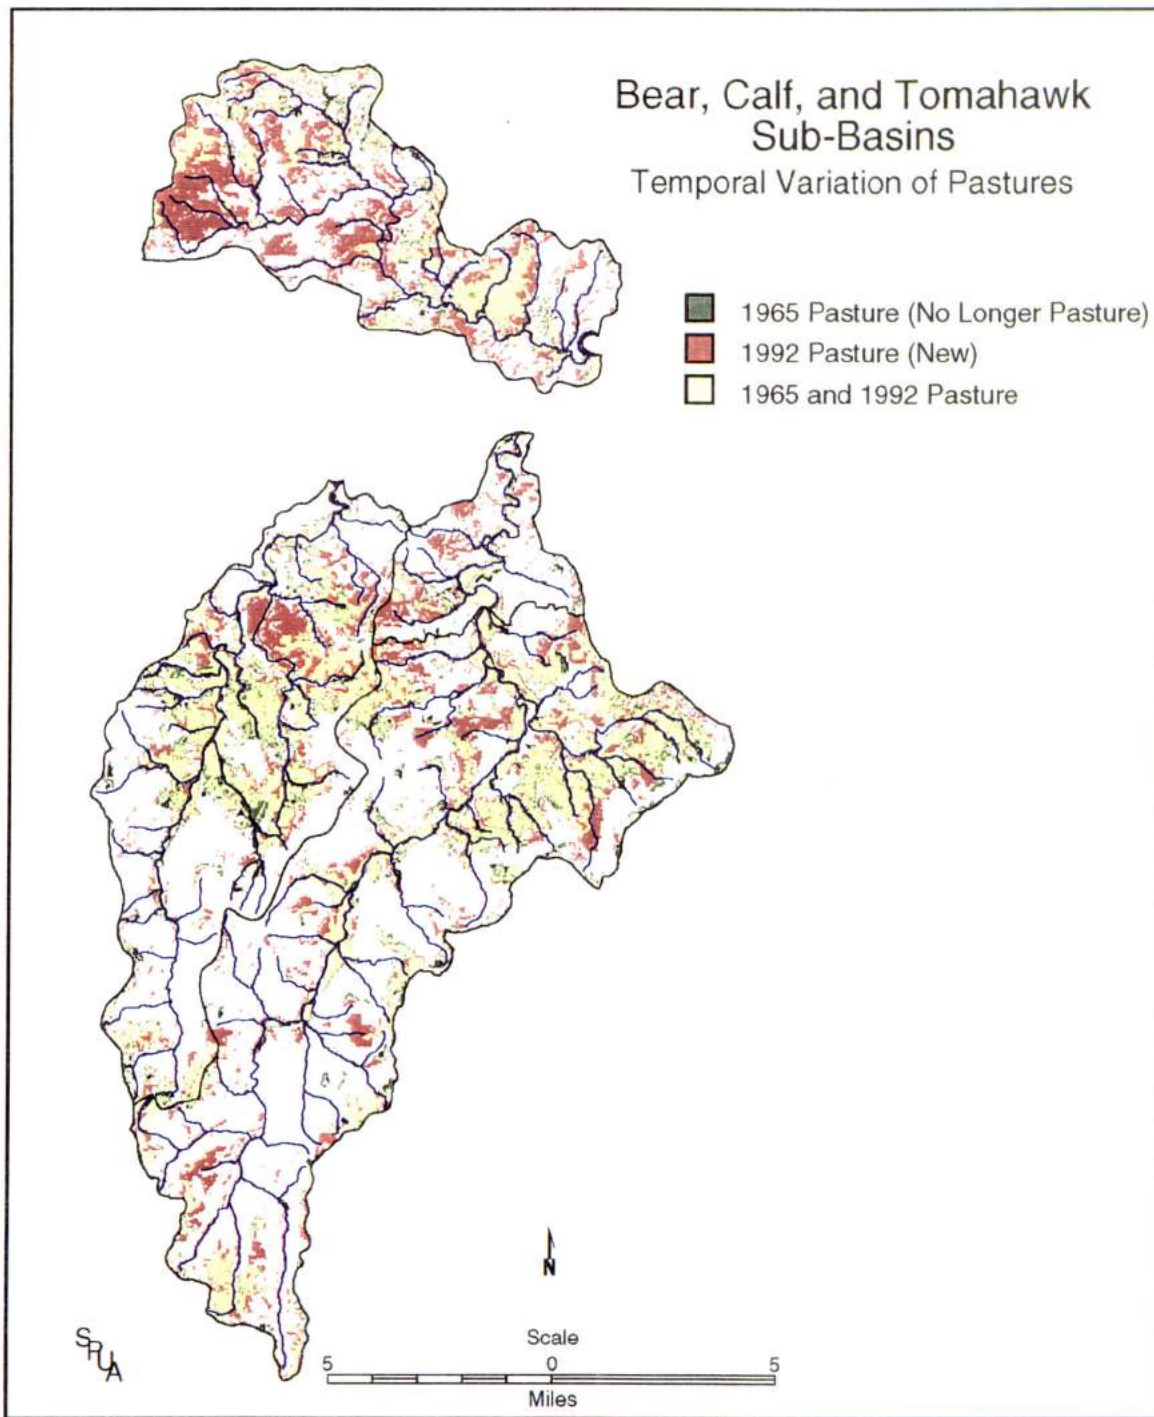 Bear, Calf, and Tomahawk
Sub-Basins
Temporal Variation of Pastures
1965 Pasture (No Longer Pasture)
1992 Pasture (New)
1965 and 1992 Pasture
N
SRUA
Scale
5 0 5
Miles